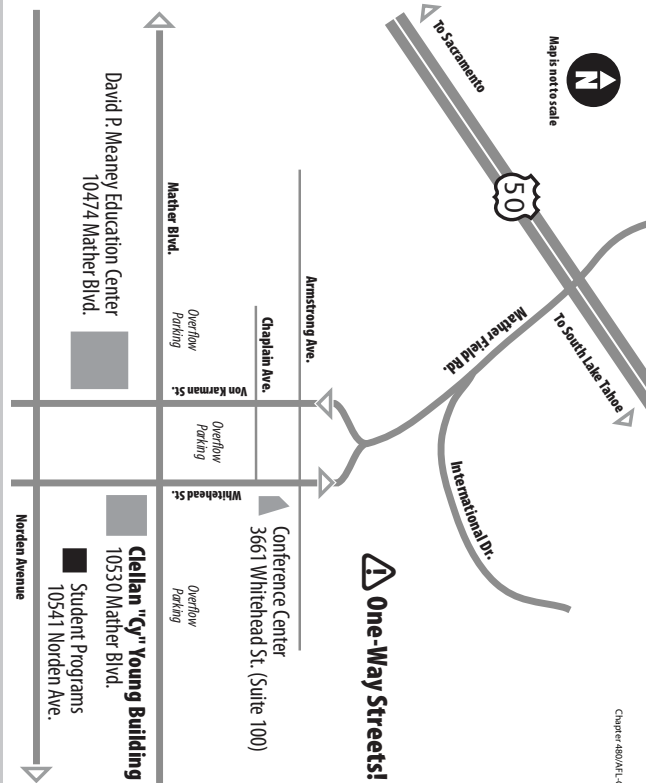 Chapter 480/AFL-
N
Map is not to scale
To Sacramento
50
To South Lake Tahoe
Mather Field Rd.
International Dr.
⚠ One-Way Streets!
Armstrong Ave.
Chaplain Ave.
Conference Center
3661 Whitehead St. (Suite 100)
Von Karman St.
Whitehead St.
Mather Blvd.
Overflow
Parking
Overflow
Parking
Overflow
Parking
David P. Meaney Education Center
10474 Mather Blvd.
Clellan "Cy" Young Building
10530 Mather Blvd.
Student Programs
10541 Norden Ave.
Norden Avenue